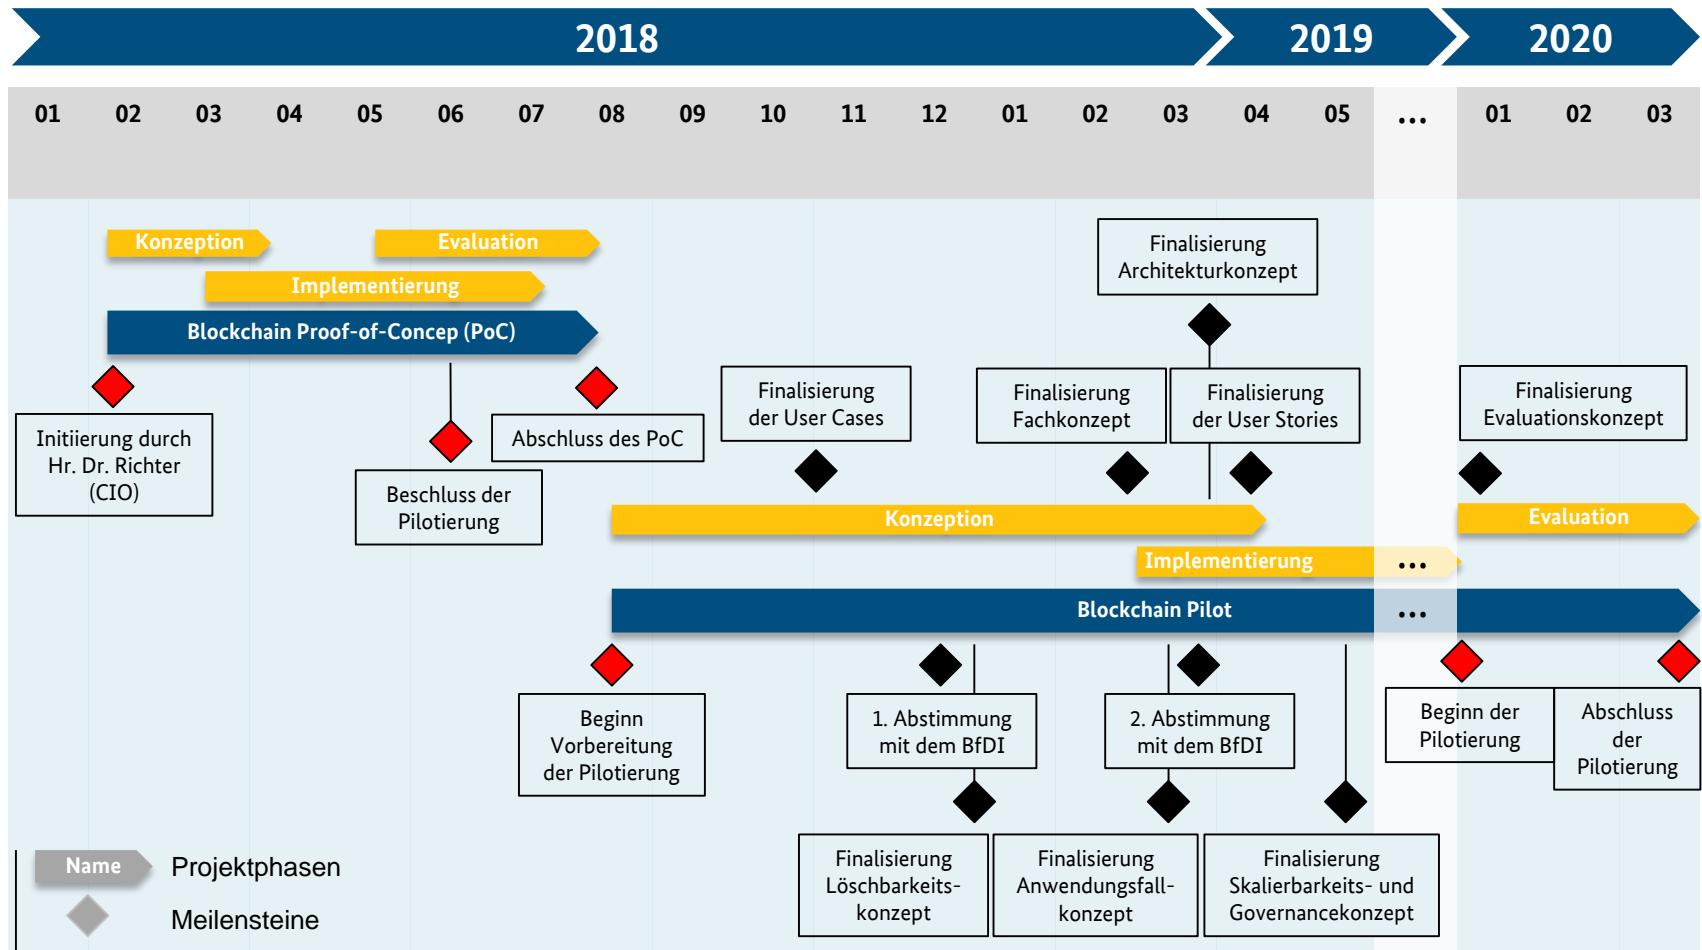 2018
2019
2020
01 02 03 04 05 06 07 08 09 10 11 12 01 02 03 04 05 ... 01 02 03
Konzeption
Evaluation
Implementierung
Blockchain Proof-of-Concep (PoC)
Initiierung durch
Hr. Dr. Richter
(CIO)
Beschluss der
Pilotierung
Abschluss des PoC
Finalisierung
der User Cases
Finalisierung
Fachkonzept
Finalisierung
Architekturkonzept
Finalisierung
der User Stories
Finalisierung
Evaluationskonzept
Konzeption
Evaluation
Implementierung
...
Blockchain Pilot
...
Beginn
Vorbereitung
der Pilotierung
1. Abstimmung
mit dem BfDI
2. Abstimmung
mit dem BfDI
Beginn der
Pilotierung
Abschluss
der
Pilotierung
Finalisierung
Löschbarkeits-
konzept
Finalisierung
Anwendungsfall-
konzept
Finalisierung
Skalierbarkeits- und
Governancekonzept
Name
Projektphasen
Meilensteine